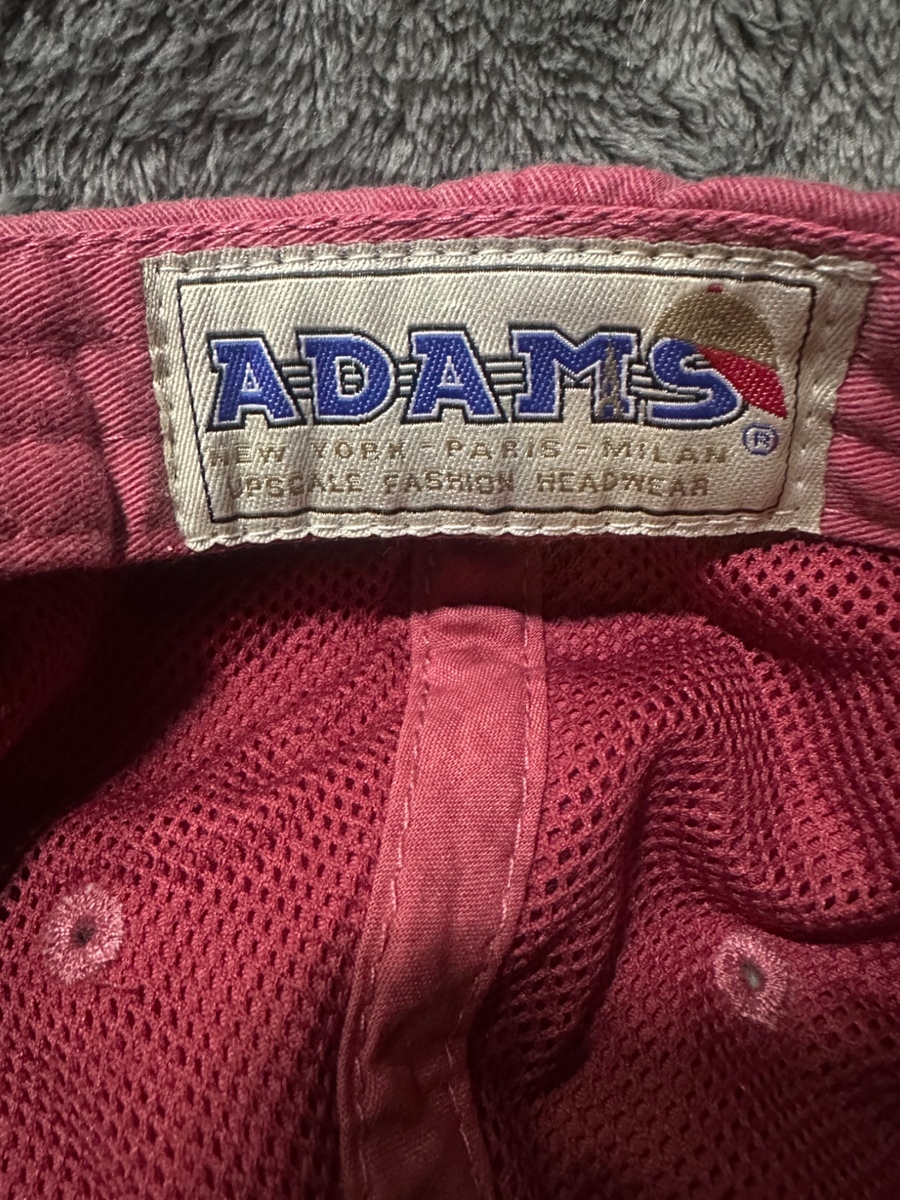 ADAMS ®
NEW YORK - PARIS - MILAN
UPSCALE FASHION HEADWEAR